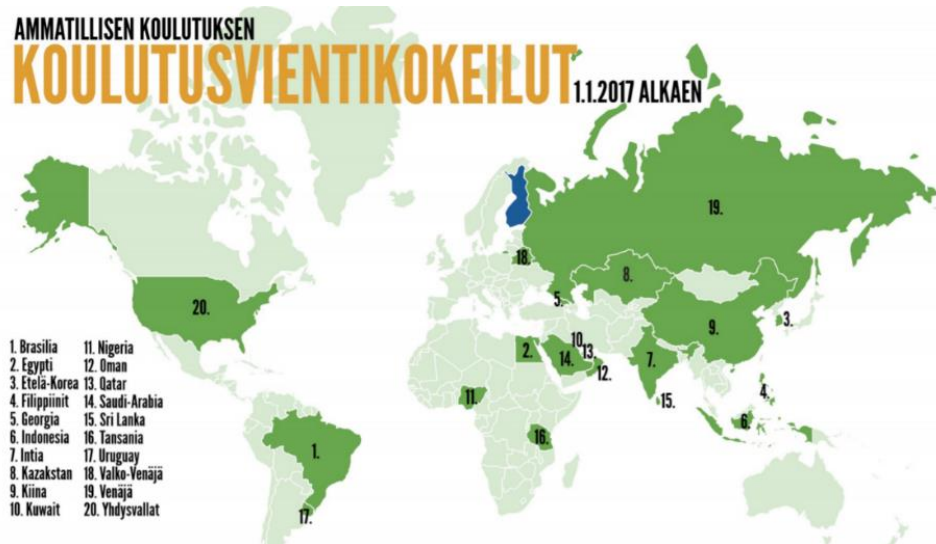 AMMATILLISEN KOULUTUKSEN
KOULUTUSVIENTIKOKEILUT 1.1.2017 ALKAEN
1. Brasilia
2. Egypti
3. Etelä-Korea
4. Filippiinit
5. Georgia
6. Indonesia
7. Intia
8. Kazakstan
9. Kiina
10. Kuwait
11. Nigeria
12. Oman
13. Qatar
14. Saudi-Arabia
15. Sri Lanka
16. Tansania
17. Uruguay
18. Valko-Venäjä
19. Venäjä
20. Yhdysvallat
19.
18.
8.
20.
5.
3.
9.
10.
2.
13.
14.
7.
12.
4.
11.
15.
6.
16.
1.
17.